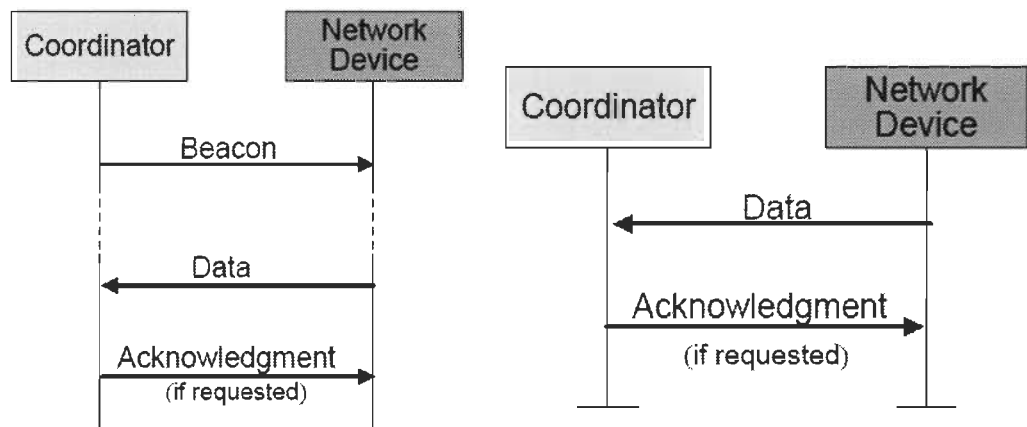 Coordinator
Network
Device
Beacon
Data
Acknowledgment
(if requested)
Coordinator
Network
Device
Data
Acknowledgment
(if requested)